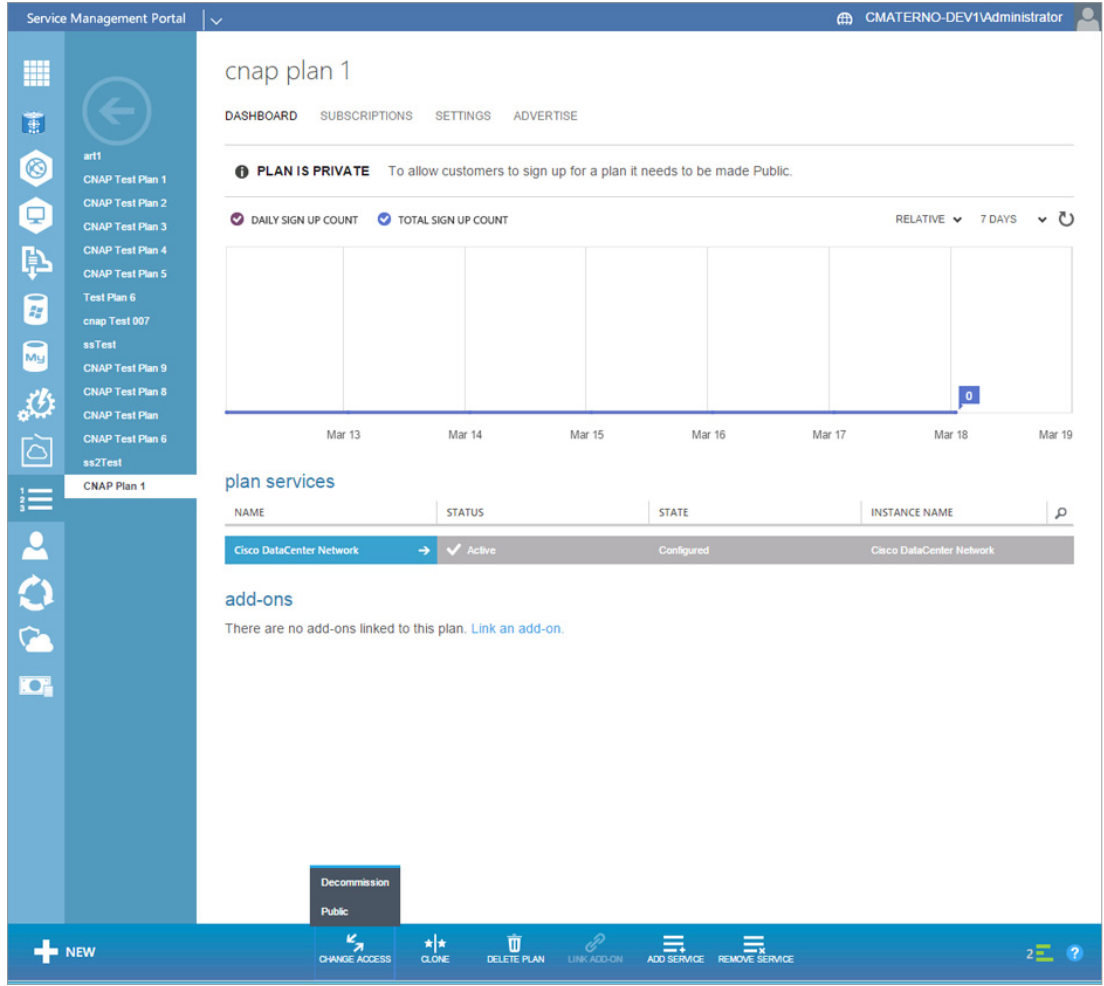 Service Management Portal
CMATERNO-DEV1\Administrator
cnap plan 1
DASHBOARD SUBSCRIPTIONS SETTINGS ADVERTISE
PLAN IS PRIVATE To allow customers to sign up for a plan it needs to be made Public.
DAILY SIGN UP COUNT TOTAL SIGN UP COUNT
RELATIVE 7 DAYS
art1
CNAP Test Plan 1
CNAP Test Plan 2
CNAP Test Plan 3
CNAP Test Plan 4
CNAP Test Plan 5
Test Plan 6
cnap Test 007
ssTest
CNAP Test Plan 9
CNAP Test Plan 8
CNAP Test Plan
CNAP Test Plan 6
ss2Test
CNAP Plan 1
My
1
2
3
0
Mar 13 Mar 14 Mar 15 Mar 16 Mar 17 Mar 18 Mar 19
plan services
NAME STATUS STATE INSTANCE NAME
Cisco DataCenter Network Active Configured Cisco DataCenter Network
add-ons
There are no add-ons linked to this plan. Link an add-on.
Decommission
Public
NEW
CHANGE ACCESS CLONE DELETE PLAN LINK ADD-ON ADD SERVICE REMOVE SERVICE
2 ?